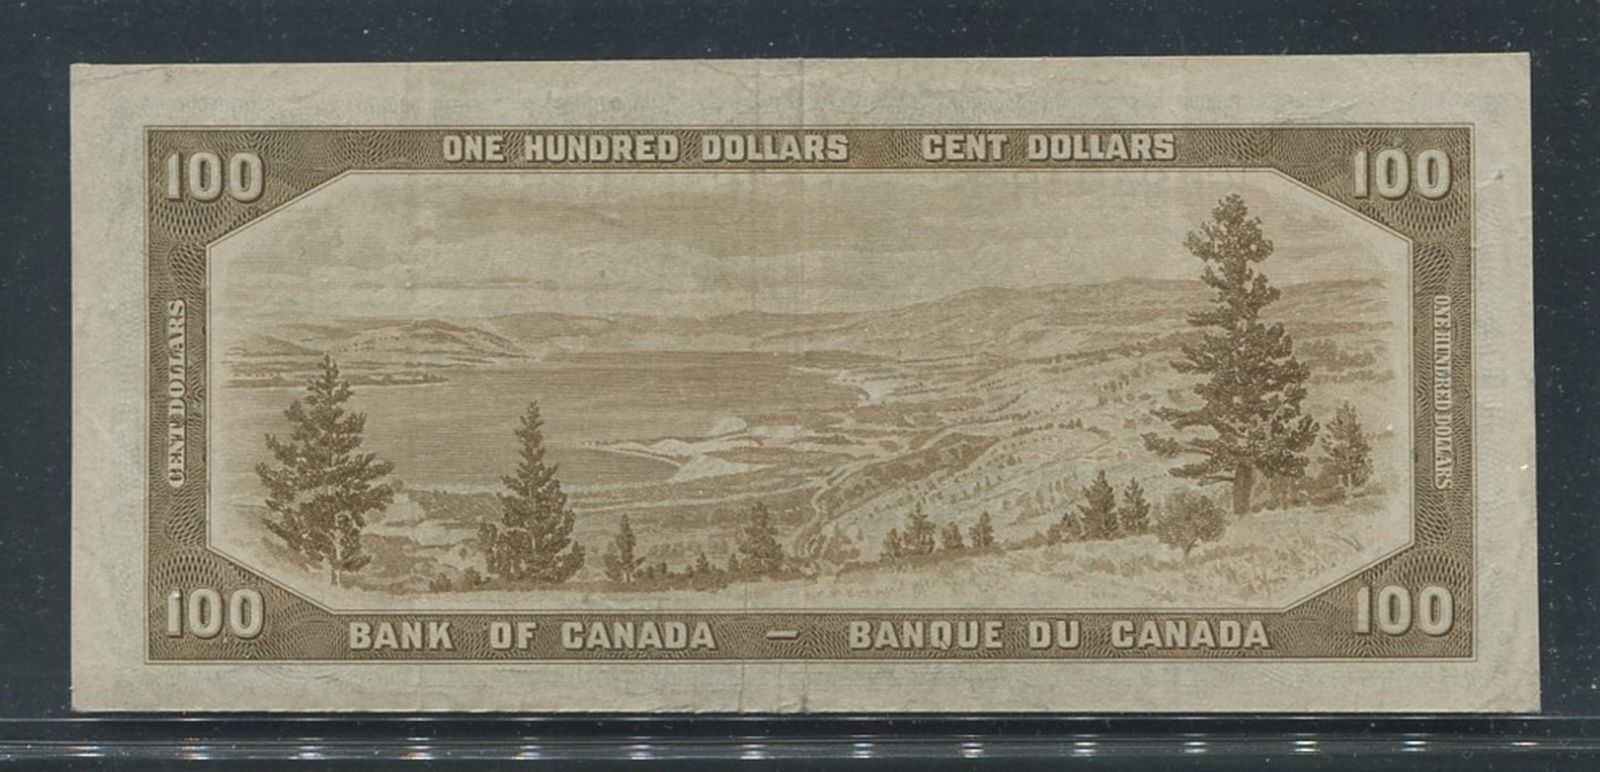 ONE HUNDRED DOLLARS CENT DOLLARS
100
100
CENT DOLLARS
ONE HUNDRED DOLLARS
100
100
BANK OF CANADA — BANQUE DU CANADA